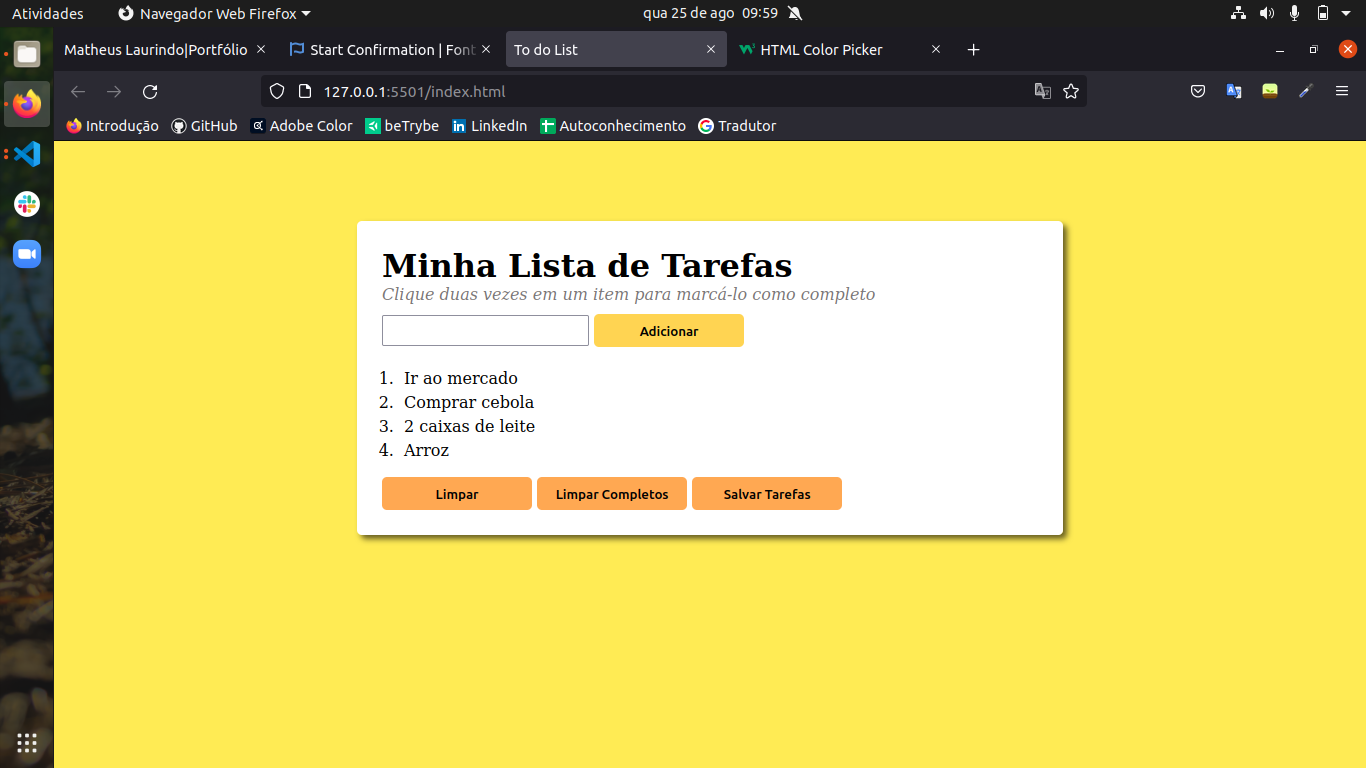 Atividades Navegador Web Firefox qua 25 de ago 09:59
Matheus Laurindo|Portfólio Start Confirmation | Font To do List HTML Color Picker
127.0.0.1:5501/index.html
Introdução GitHub Adobe Color beTrybe LinkedIn Autoconhecimento Tradutor
Minha Lista de Tarefas
Clique duas vezes em um item para marcá-lo como completo
Adicionar
1. Ir ao mercado
2. Comprar cebola
3. 2 caixas de leite
4. Arroz
Limpar Limpar Completos Salvar Tarefas